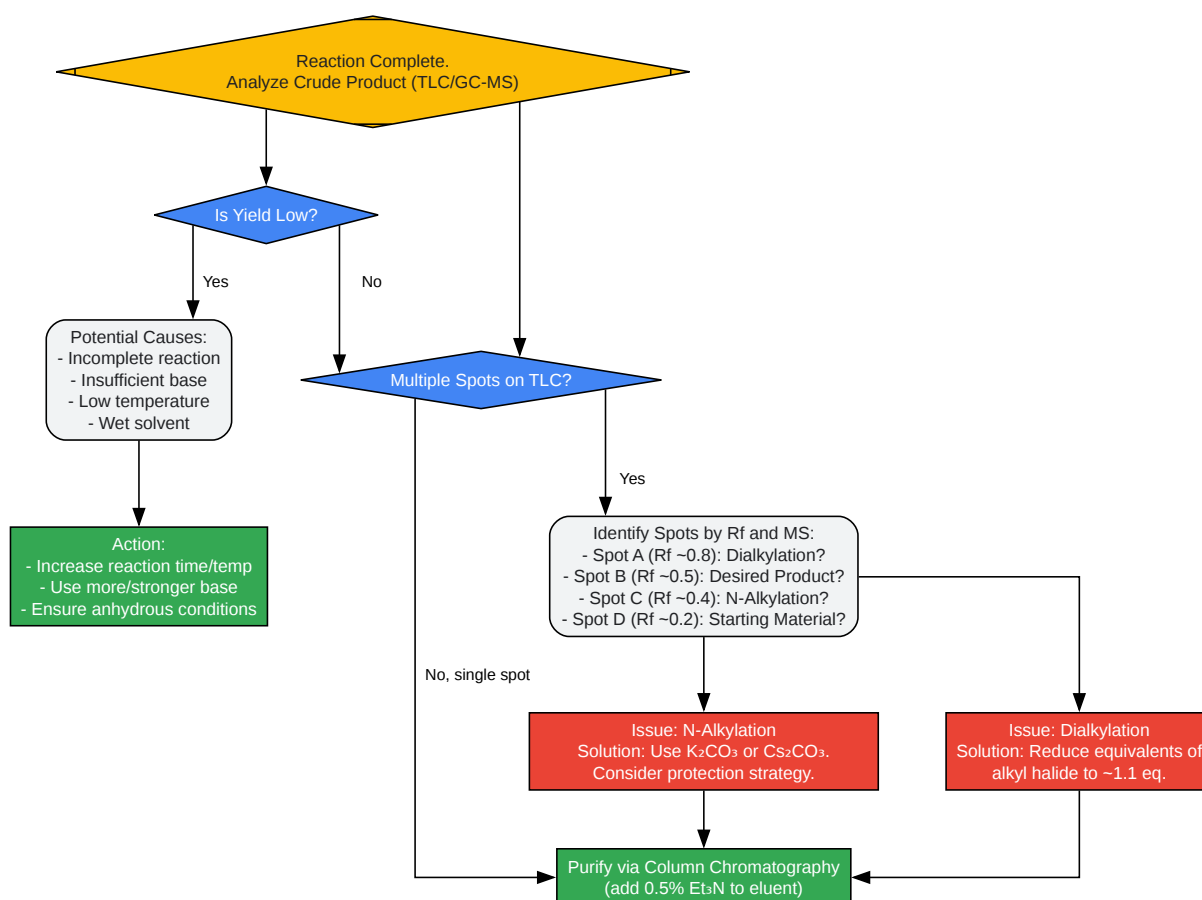 Reaction Complete.
Analyze Crude Product (TLC/GC-MS)
Is Yield Low?
Yes
No
Potential Causes:
- Incomplete reaction
- Insufficient base
- Low temperature
- Wet solvent
Multiple Spots on TLC?
Yes
Action:
- Increase reaction time/temp
- Use more/stronger base
- Ensure anhydrous conditions
Identify Spots by Rf and MS:
- Spot A (Rf ~0.8): Dialkylation?
- Spot B (Rf ~0.5): Desired Product?
- Spot C (Rf ~0.4): N-Alkylation?
- Spot D (Rf ~0.2): Starting Material?
No, single spot
Issue: N-Alkylation
Solution: Use K₂CO₃ or Cs₂CO₃.
Consider protection strategy.
Issue: Dialkylation
Solution: Reduce equivalents of
alkyl halide to ~1.1 eq.
Purify via Column Chromatography
(add 0.5% Et₃N to eluent)